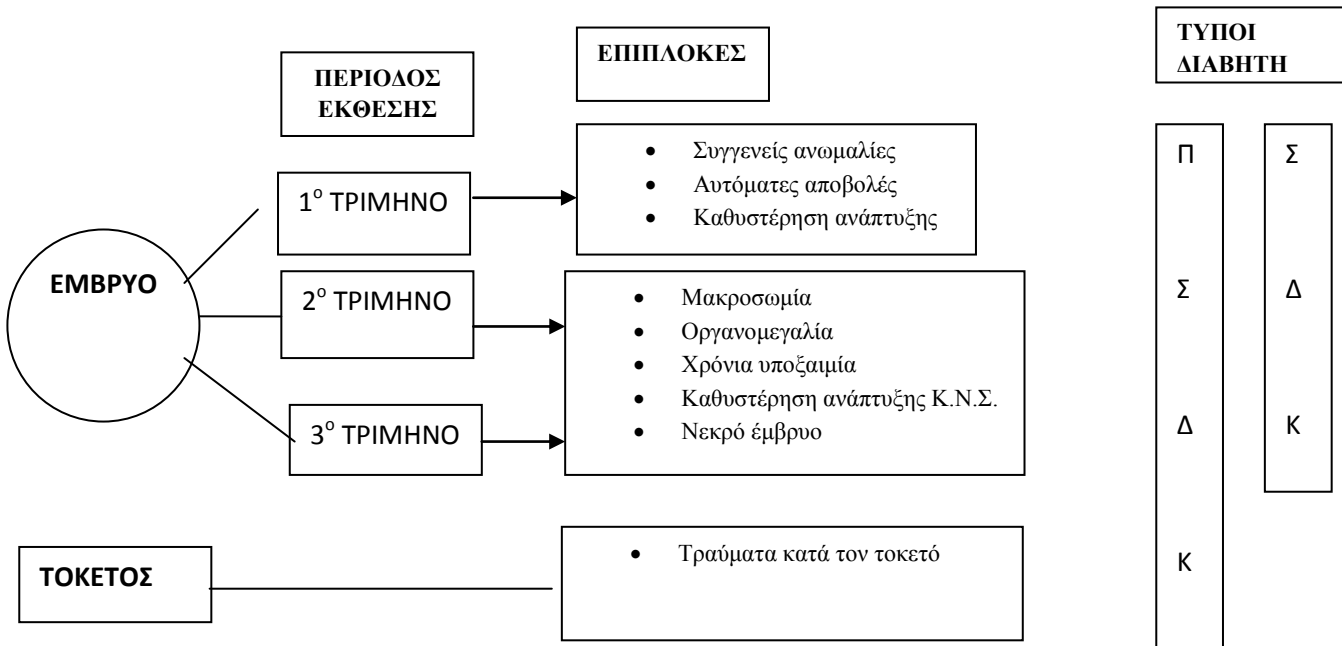 ΠΕΡΙΟΔΟΣ
ΕΚΘΕΣΗΣ
ΕΠΙΠΛΟΚΕΣ
ΤΥΠΟΙ
ΔΙΑΒΗΤΗ
ΕΜΒΡΥΟ
1ο ΤΡΙΜΗΝΟ
• Συγγενείς ανωμαλίες
• Αυτόματες αποβολές
• Καθυστέρηση ανάπτυξης
2ο ΤΡΙΜΗΝΟ
3ο ΤΡΙΜΗΝΟ
• Μακροσωμία
• Οργανομεγαλία
• Χρόνια υποξαιμία
• Καθυστέρηση ανάπτυξης Κ.Ν.Σ.
• Νεκρό έμβρυο
ΤΟΚΕΤΟΣ
• Τραύματα κατά τον τοκετό
Π
Σ
Δ
Κ
Σ
Δ
Κ